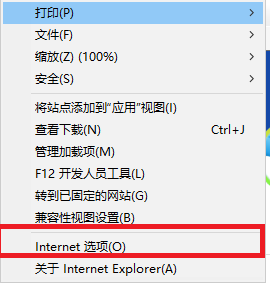 打印(P)
文件(F)
缩放(Z) (100%)
安全(S)
将站点添加到“应用”视图(I)
查看下载(N) Ctrl+J
管理加载项(M)
F12 开发人员工具(L)
转到已固定的网站(G)
兼容性视图设置(B)
Internet 选项(O)
关于 Internet Explorer(A)